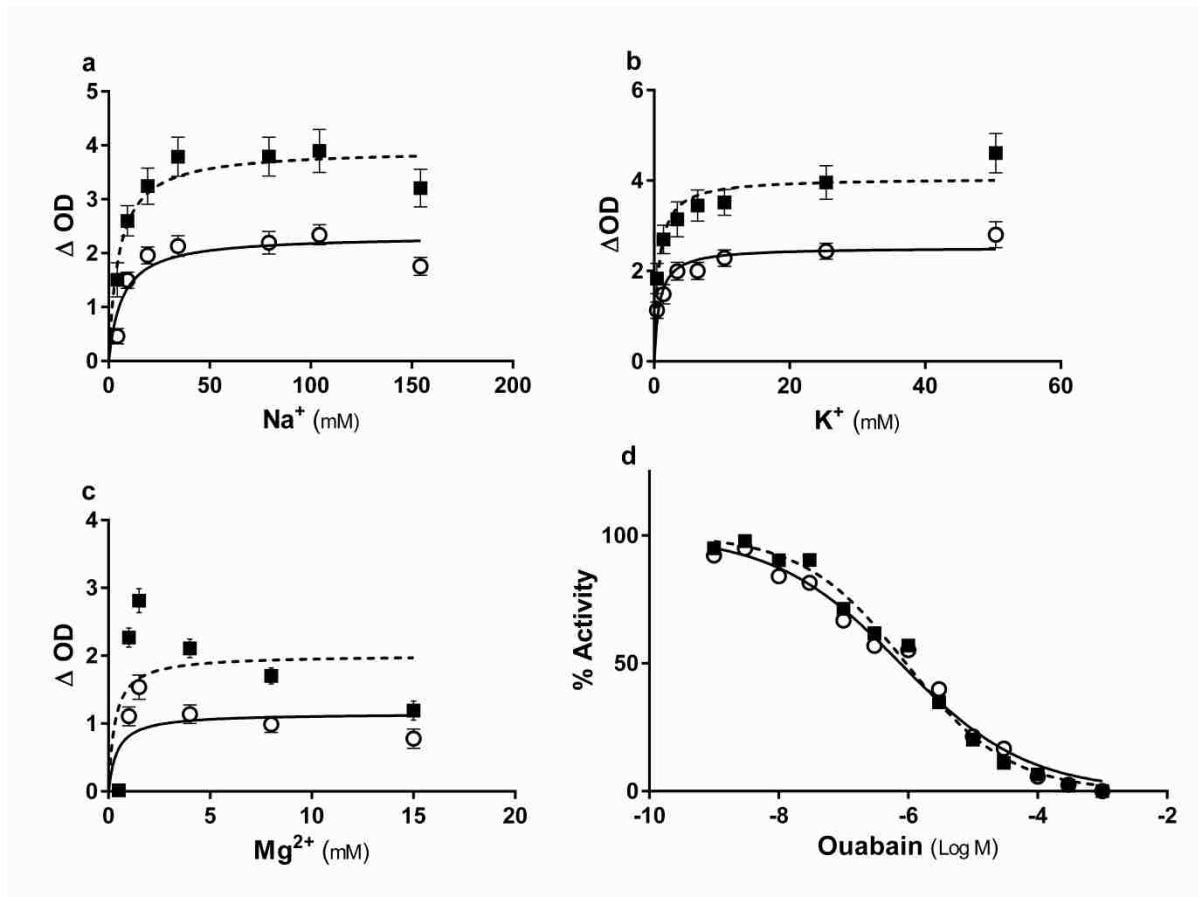 a
5
4
3
2
1
0
Δ OD
0 50 100 150 200
Na⁺ (mM)
b
6
4
2
0
ΔOD
0 20 40 60
K⁺ (mM)
c
4
3
2
1
0
Δ OD
0 5 10 15 20
Mg²⁺ (mM)
d
100
50
0
% Activity
-10 -8 -6 -4 -2
Ouabain (Log M)